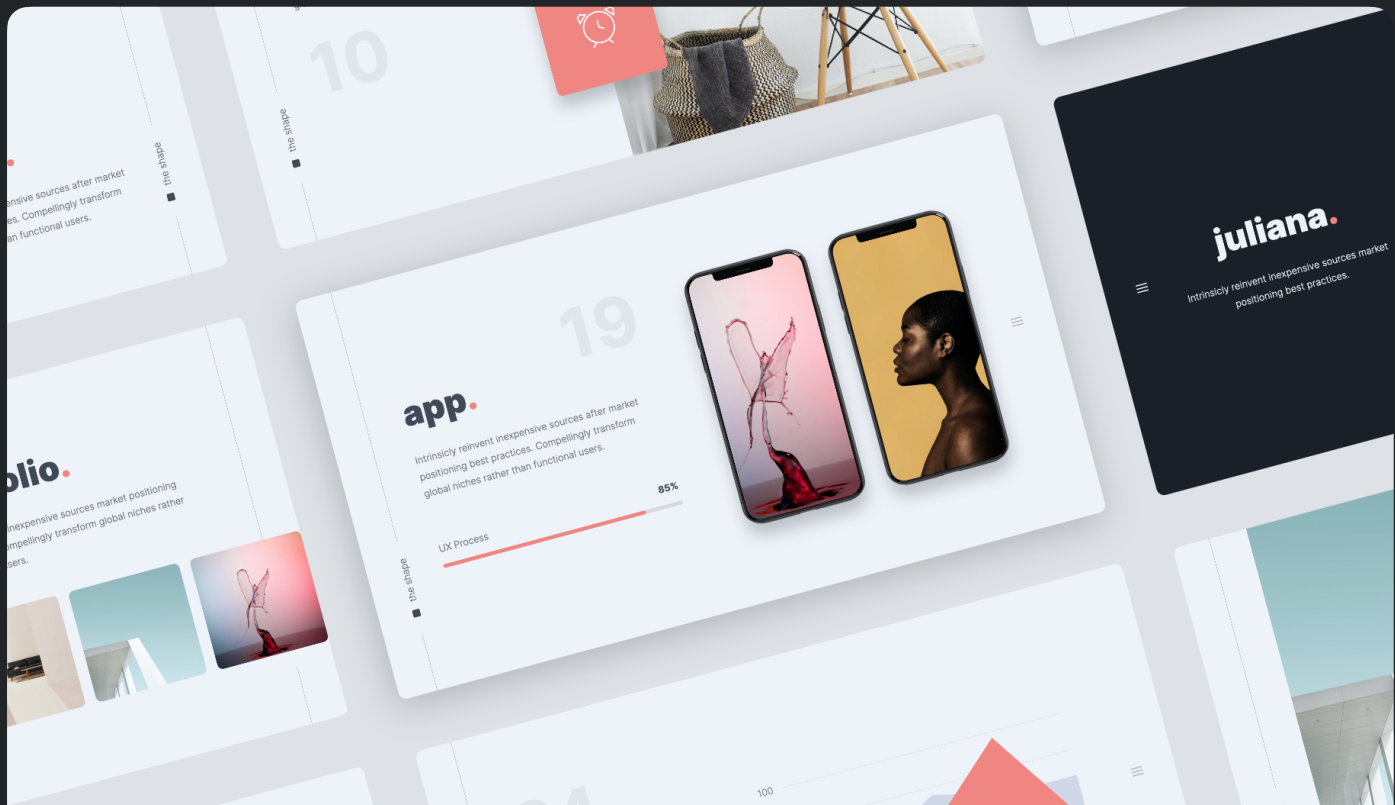 10
the shape
the shape
ensive sources after market
es. Compellingly transform
an functional users.
19
app.
Intrinsicly reinvent inexpensive sources after market
positioning best practices. Compellingly transform
global niches rather than functional users.
85%
UX Process
the shape
juliana.
Intrinsicly reinvent inexpensive sources market
positioning best practices.
olio.
inexpensive sources market positioning
ompellingly transform global niches rather
sers.
100